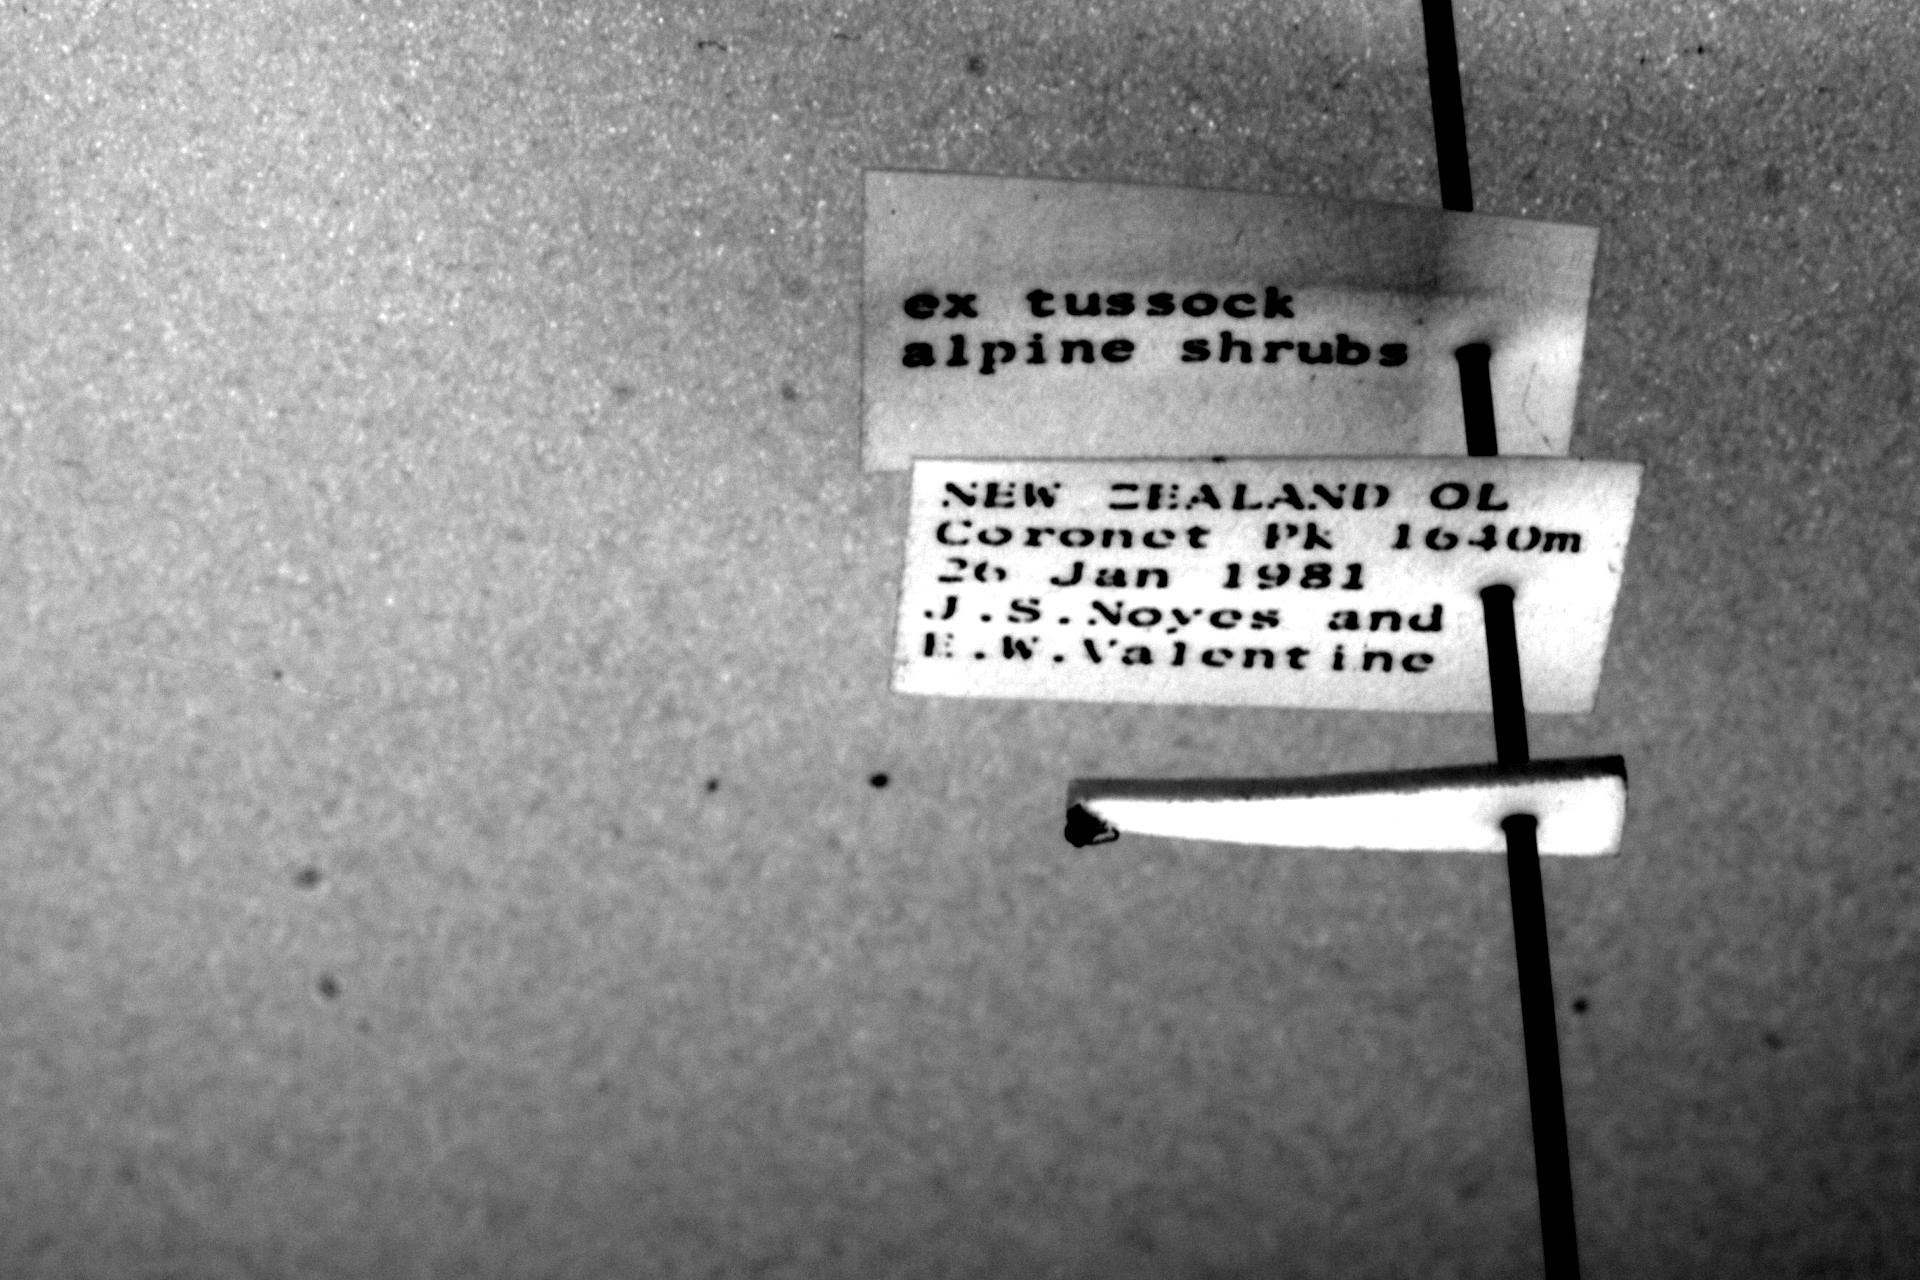 ex tussock
alpine shrubs
NEW ZEALAND OL
Coronet Pk 1640m
26 Jan 1981
J.S.Noyes and
E.W.Valentine